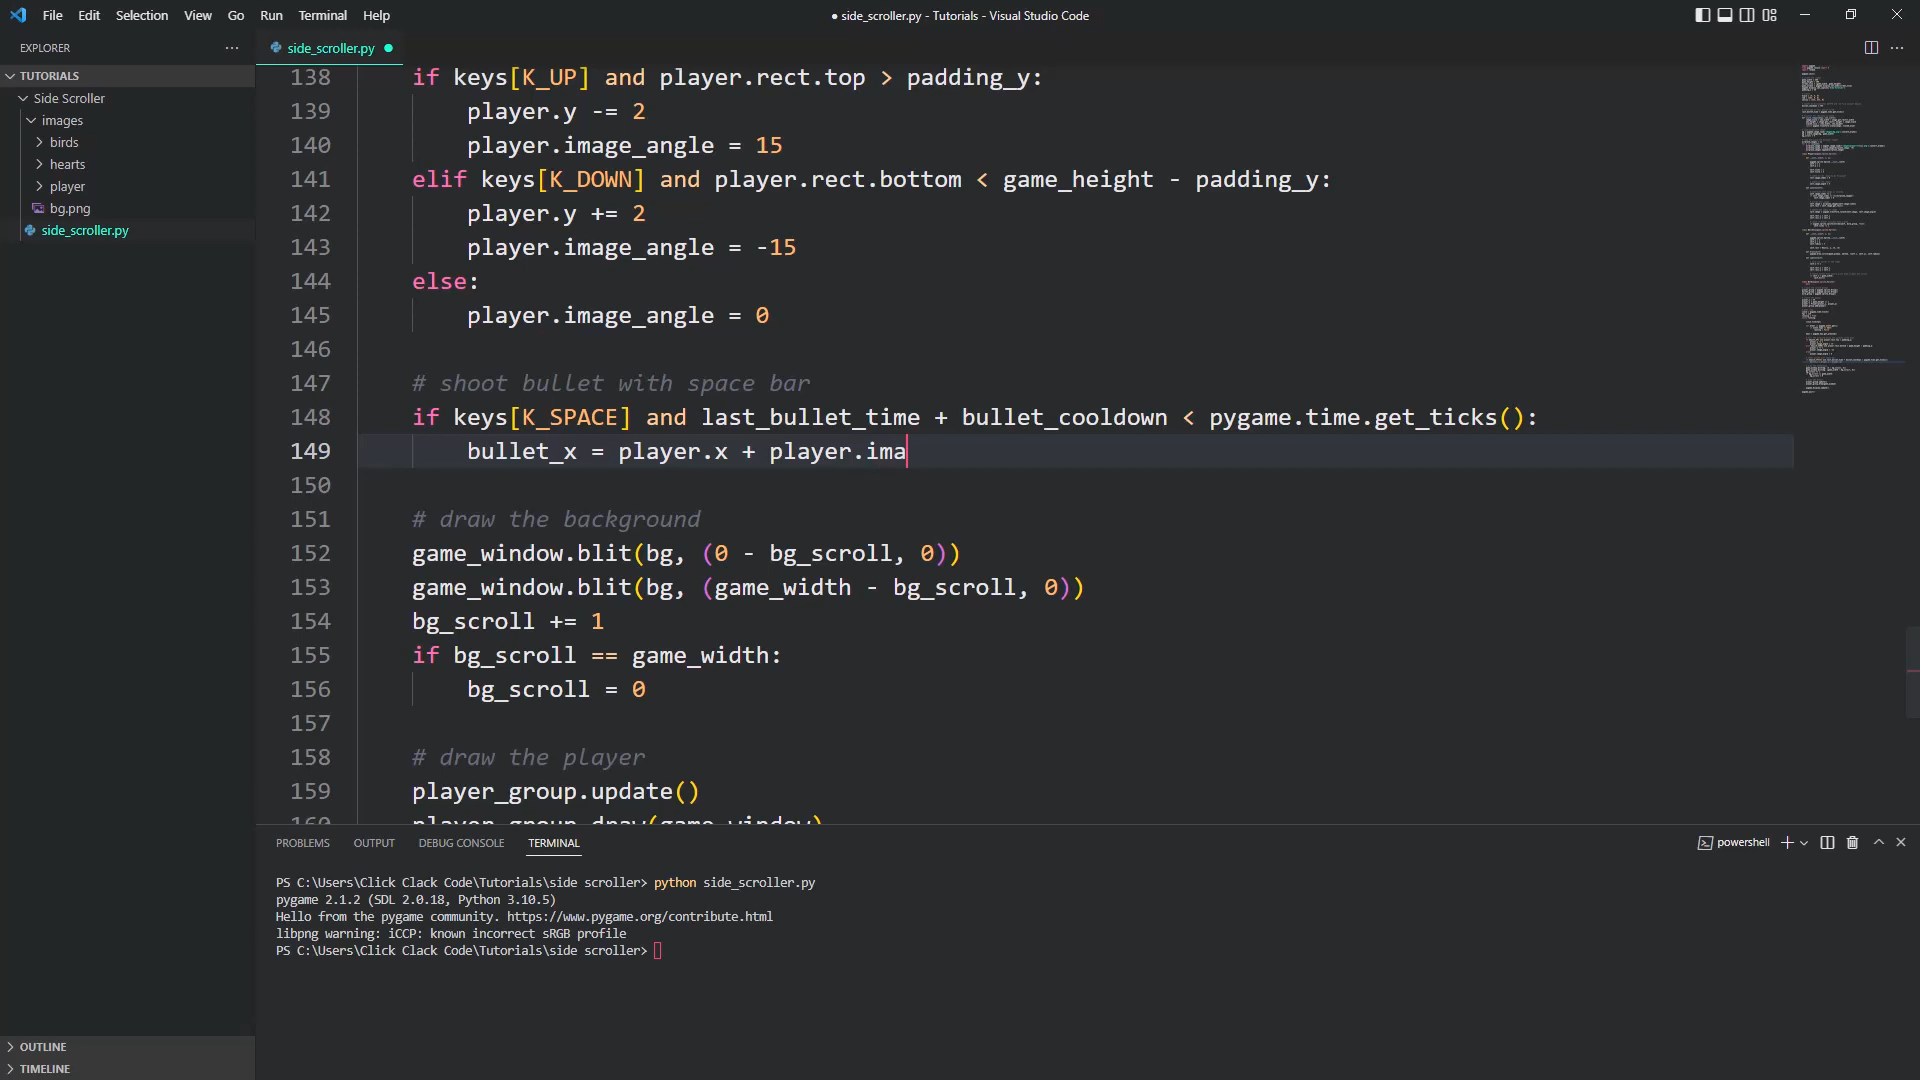 File Edit Selection View Go Run Terminal Help
● side_scroller.py - Tutorials - Visual Studio Code
EXPLORER
TUTORIALS
Side Scroller
images
birds
hearts
player
bg.png
side_scroller.py
OUTLINE
TIMELINE
side_scroller.py
138 if keys[K_UP] and player.rect.top > padding_y:
139 player.y -= 2
140 player.image_angle = 15
141 elif keys[K_DOWN] and player.rect.bottom < game_height - padding_y:
142 player.y += 2
143 player.image_angle = -15
144 else:
145 player.image_angle = 0
146
147 # shoot bullet with space bar
148 if keys[K_SPACE] and last_bullet_time + bullet_cooldown < pygame.time.get_ticks():
149 bullet_x = player.x + player.ima
150
151 # draw the background
152 game_window.blit(bg, (0 - bg_scroll, 0))
153 game_window.blit(bg, (game_width - bg_scroll, 0))
154 bg_scroll += 1
155 if bg_scroll == game_width:
156 bg_scroll = 0
157
158 # draw the player
159 player_group.update()
160 player_group.draw(game_window)
PROBLEMS OUTPUT DEBUG CONSOLE TERMINAL
powershell
PS C:\Users\Click Clack Code\Tutorials\side scroller> python side_scroller.py
pygame 2.1.2 (SDL 2.0.18, Python 3.10.5)
Hello from the pygame community. https://www.pygame.org/contribute.html
libpng warning: iCCP: known incorrect sRGB profile
PS C:\Users\Click Clack Code\Tutorials\side scroller>